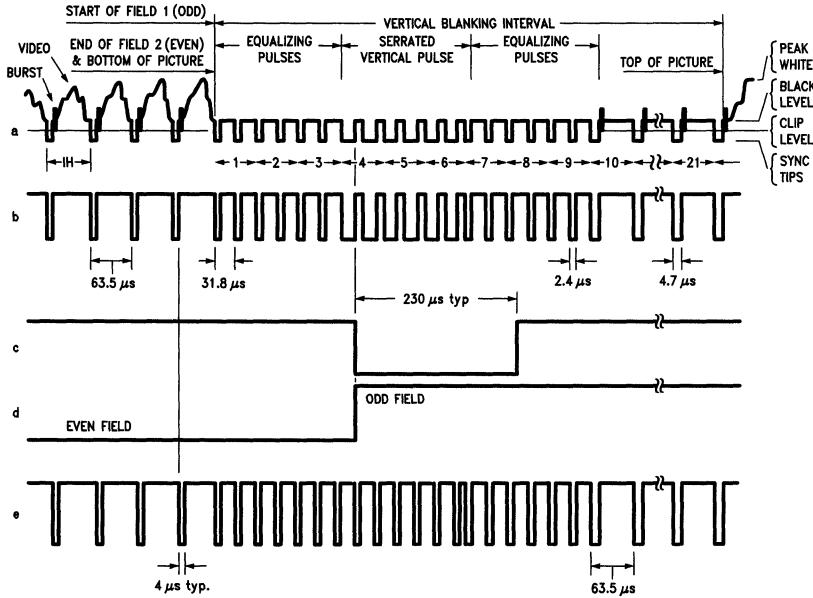 START OF FIELD 1 (ODD)
VERTICAL BLANKING INTERVAL
END OF FIELD 2 (EVEN)
& BOTTOM OF PICTURE
EQUALIZING
PULSES
SERRATED
VERTICAL PULSE
EQUALIZING
PULSES
TOP OF PICTURE
VIDEO
BURST
PEAK
WHITE
BLACK
LEVEL
CLIP
LEVEL
SYNC
TIPS
a
IH
1 2 3 4 5 6 7 8 9 10 21
b
63.5 µs
31.8 µs
2.4 µs
4.7 µs
230 µs typ
c
d
EVEN FIELD
ODD FIELD
e
4 µs typ.
63.5 µs